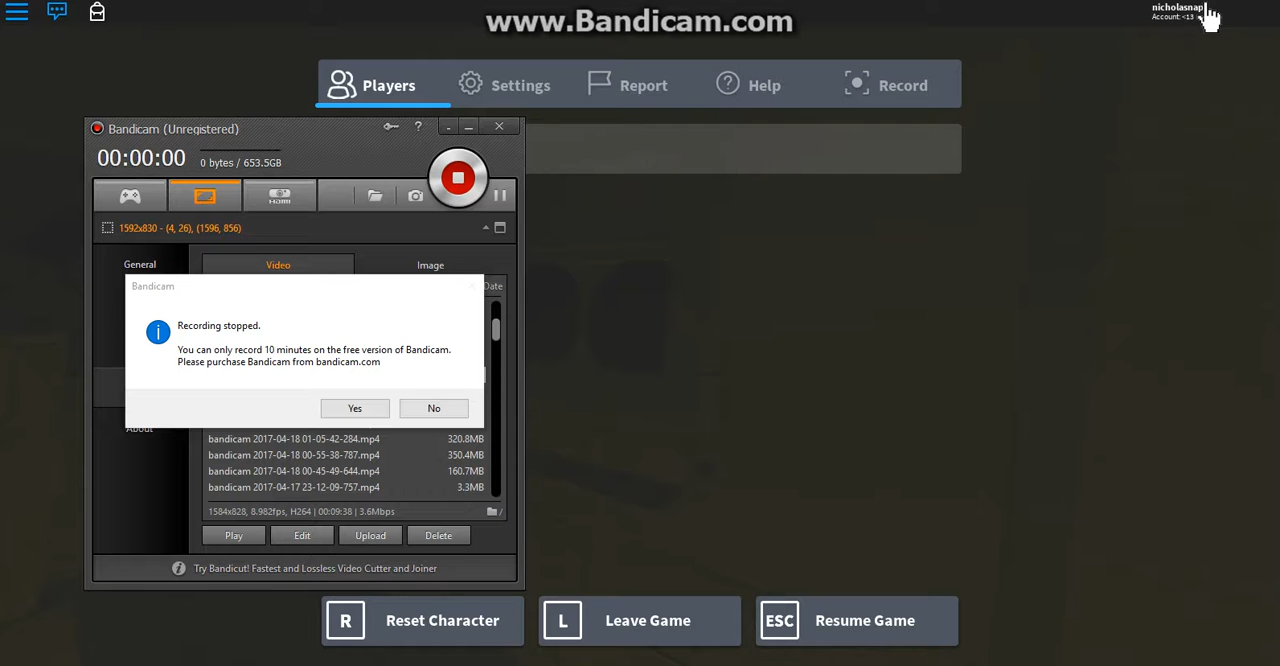 www.Bandicam.com
nicholasnap
Account: <13
Players
Settings
Report
Help
Record
Bandicam (Unregistered)
?
00:00:00
0 bytes / 653.5GB
HDMI
1592x830 - (4, 26), (1596, 856)
General
Video
Image
Date
Bandicam
Recording stopped.
You can only record 10 minutes on the free version of Bandicam.
Please purchase Bandicam from bandicam.com
Yes
No
About
bandicam 2017-04-18 01-05-42-284.mp4 320.8MB
bandicam 2017-04-18 00-55-38-787.mp4 350.4MB
bandicam 2017-04-18 00-45-49-644.mp4 160.7MB
bandicam 2017-04-17 23-12-09-757.mp4 3.3MB
1584x828, 8.982fps, H264 | 00:09:38 | 3.6Mbps
Play
Edit
Upload
Delete
Try Bandicut! Fastest and Lossless Video Cutter and Joiner
R Reset Character
L Leave Game
ESC Resume Game